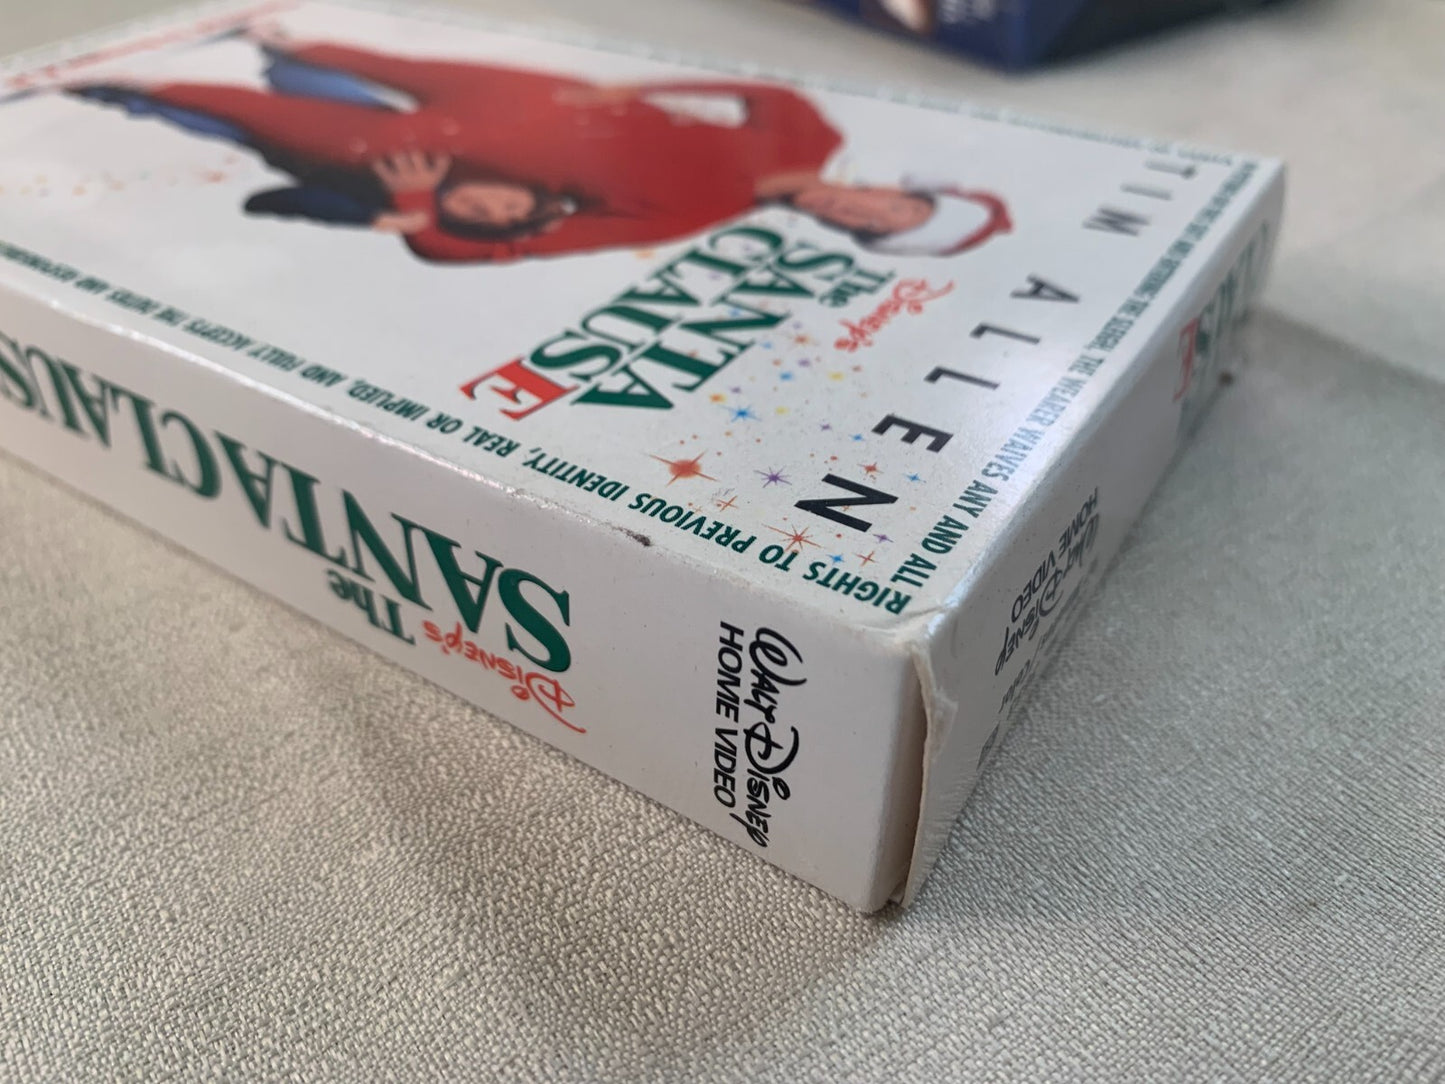 TIM ALLEN
Disney's
The
SANTA
CLAUSE
THE WEARER WAIVES ANY AND ALL
RIGHTS TO PREVIOUS IDENTITY, REAL OR IMPLIED, AND FULLY ACCEPTS THE DUTIES AND
Disney's
The
SANTACLAUS
WALT DISNEY
HOME VIDEO
WALT DISNEY
HOME VIDEO